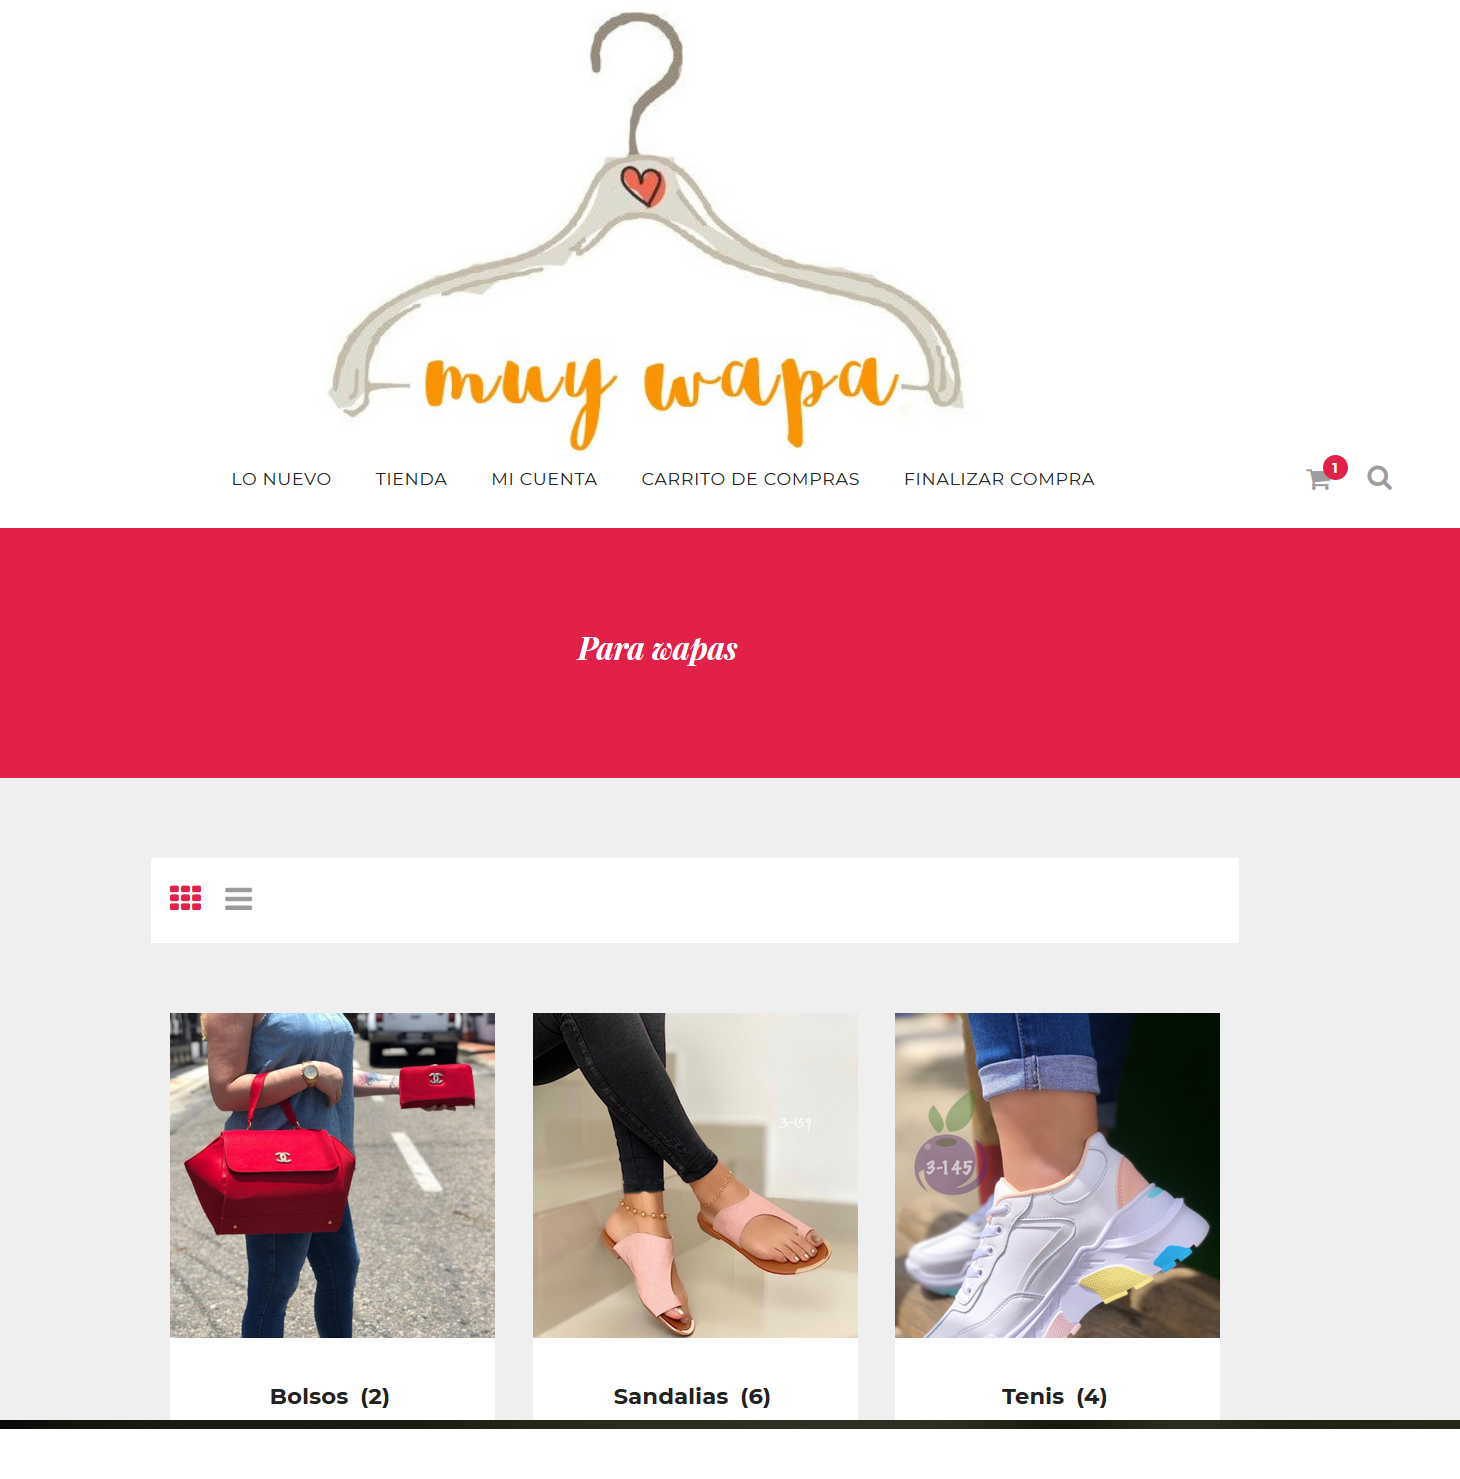 muy wapa
LO NUEVO TIENDA MI CUENTA CARRITO DE COMPRAS FINALIZAR COMPRA 1
Para wapas
3-159
3-145
Bolsos (2) Sandalias (6) Tenis (4)